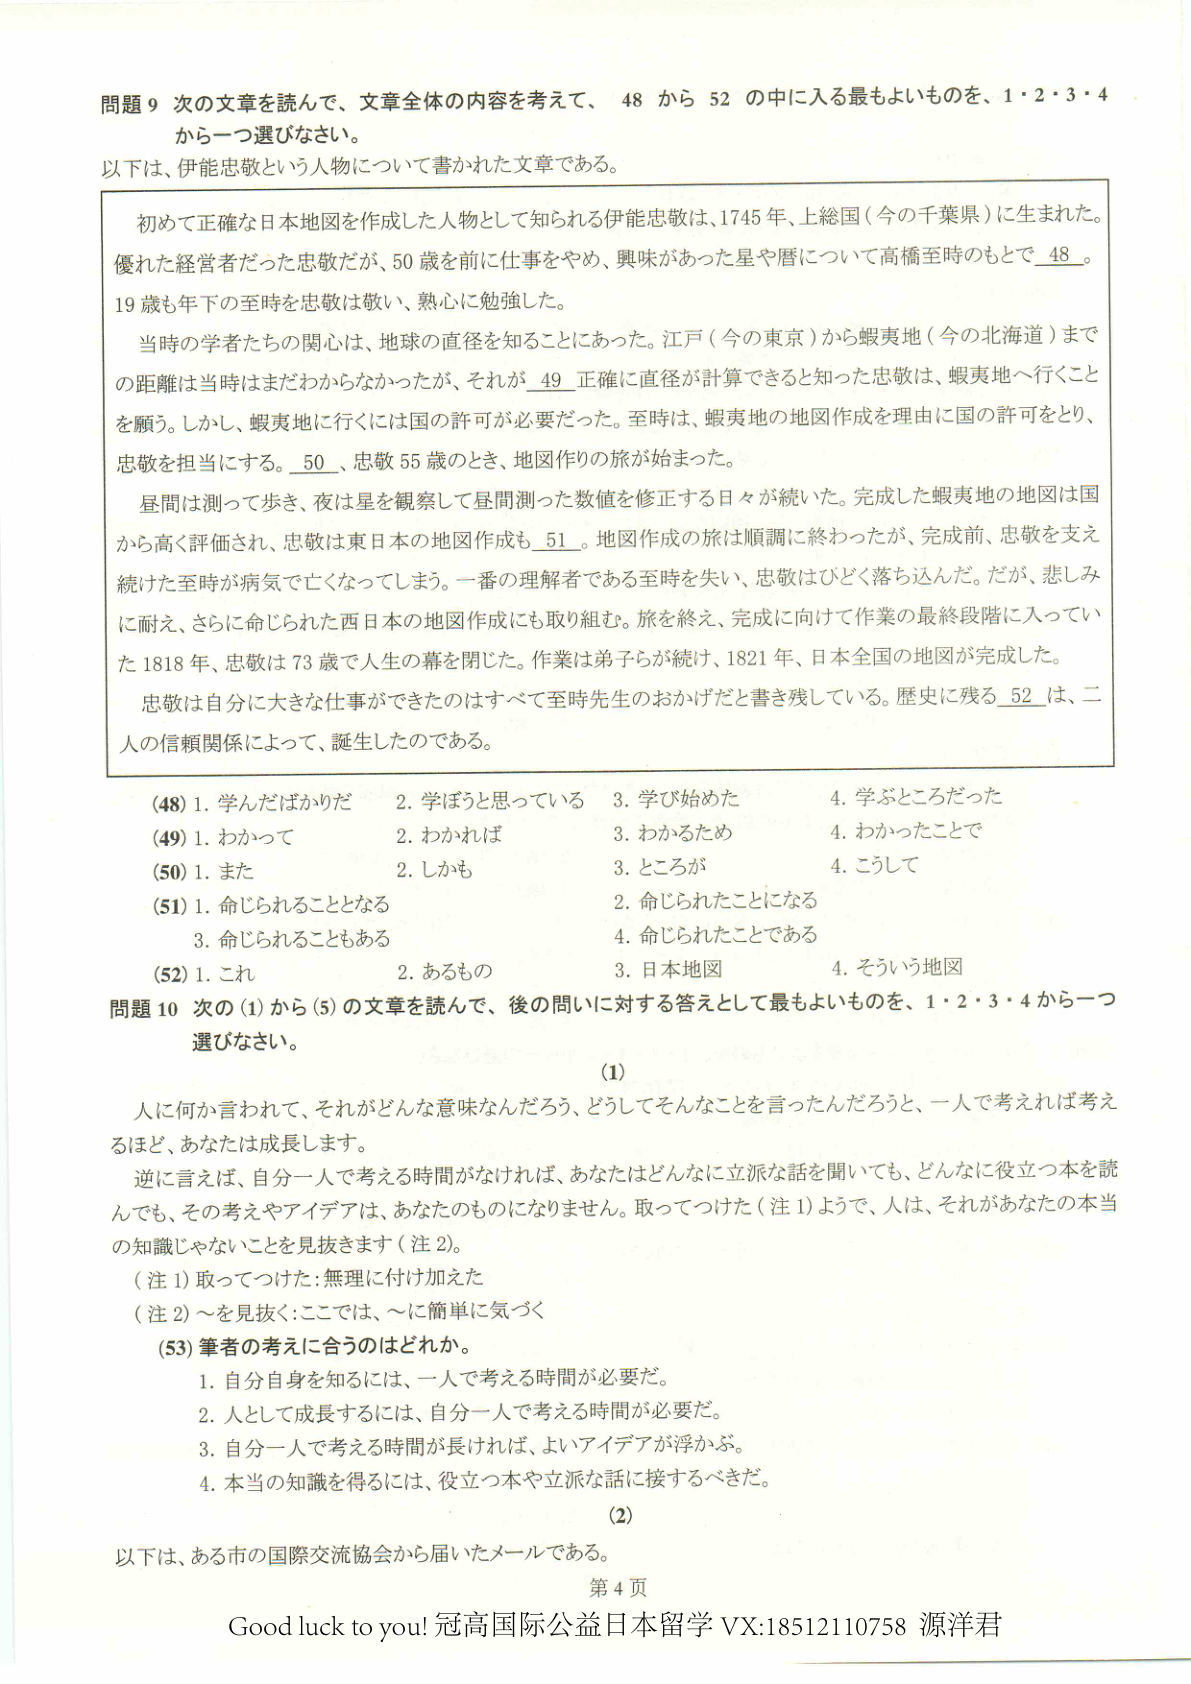 問題9 次の文章を読んで、文章全体の内容を考えて、 48 から 52 の中に入る最もよいものを、1・2・3・4
から一つ選びなさい。
以下は、伊能忠敬という人物について書かれた文章である。
初めて正確な日本地図を作成した人物として知られる伊能忠敬は、1745年、上総国(今の千葉県)に生まれた。
優れた経営者だった忠敬だが、50歳を前に仕事をやめ、興味があった星や暦について高橋至時のもとで 48 。
19歳も年下の至時を忠敬は敬い、熱心に勉強した。
当時の学者たちの関心は、地球の直径を知ることにあった。江戸(今の東京)から蝦夷地(今の北海道)まで
の距離は当時はまだわからなかったが、それが 49 正確に直径が計算できると知った忠敬は、蝦夷地へ行くこと
を願う。しかし、蝦夷地に行くには国の許可が必要だった。至時は、蝦夷地の地図作成を理由に国の許可をとり、
忠敬を担当にする。 50 、忠敬55歳のとき、地図作りの旅が始まった。
昼間は測って歩き、夜は星を観察して昼間測った数値を修正する日々が続いた。完成した蝦夷地の地図は国
から高く評価され、忠敬は東日本の地図作成も 51 。地図作成の旅は順調に終わったが、完成前、忠敬を支え
続けた至時が病気で亡くなってしまう。一番の理解者である至時を失い、忠敬はひどく落ち込んだ。だが、悲しみ
に耐え、さらに命じられた西日本の地図作成にも取り組む。旅を終え、完成に向けて作業の最終段階に入ってい
た1818年、忠敬は73歳で人生の幕を閉じた。作業は弟子らが続け、1821年、日本全国の地図が完成した。
忠敬は自分に大きな仕事ができたのはすべて至時先生のおかげだと書き残している。歴史に残る 52 は、二
人の信頼関係によって、誕生したのである。
(48) 1. 学んだばかりだ 2. 学ぼうと思っている 3. 学び始めた 4. 学ぶところだった
(49) 1. わかって 2. わかれば 3. わかるため 4. わかったことで
(50) 1. また 2. しかも 3. ところが 4. こうして
(51) 1. 命じられることとなる 2. 命じられたことになる
3. 命じられることもある 4. 命じられたことである
(52) 1. これ 2. あるもの 3. 日本地図 4. そういう地図
問題10 次の(1)から(5)の文章を読んで、後の問いに対する答えとして最もよいものを、1・2・3・4から一つ
選びなさい。
(1)
人に何か言われて、それがどんな意味なんだろう、どうしてそんなことを言ったんだろうと、一人で考えれば考え
るほど、あなたは成長します。
逆に言えば、自分一人で考える時間がなければ、あなたはどんなに立派な話を聞いても、どんなに役立つ本を読
んでも、その考えやアイデアは、あなたのものになりません。取ってつけた(注1)ようで、人は、それがあなたの本当
の知識じゃないことを見抜きます(注2)。
(注1)取ってつけた:無理に付け加えた
(注2)〜を見抜く:ここでは、〜に簡単に気づく
(53) 筆者の考えに合うのはどれか。
1. 自分自身を知るには、一人で考える時間が必要だ。
2. 人として成長するには、自分一人で考える時間が必要だ。
3. 自分一人で考える時間が長ければ、よいアイデアが浮かぶ。
4. 本当の知識を得るには、役立つ本や立派な話に接するべきだ。
(2)
以下は、ある市の国際交流協会から届いたメールである。
第4页
Good luck to you! 冠高国际公益日本留学 VX:18512110758 源洋君